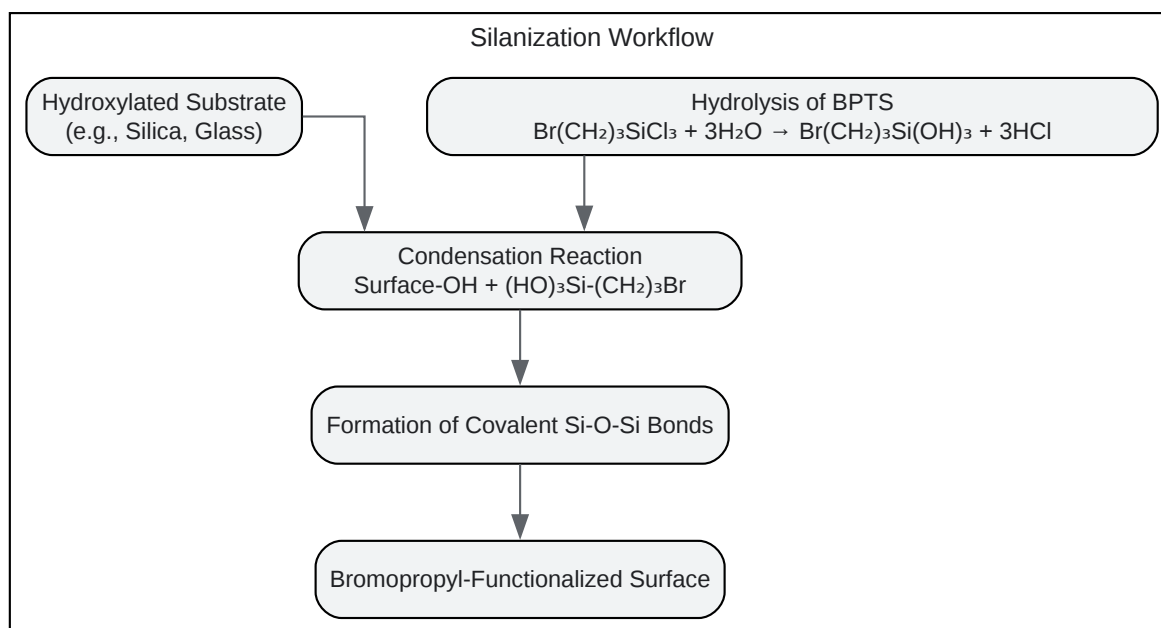 Silanization Workflow
Hydroxylated Substrate
(e.g., Silica, Glass)
Hydrolysis of BPTS
Br(CH₂)₃SiCl₃ + 3H₂O → Br(CH₂)₃Si(OH)₃ + 3HCl
Condensation Reaction
Surface-OH + (HO)₃Si-(CH₂)₃Br
Formation of Covalent Si-O-Si Bonds
Bromopropyl-Functionalized Surface